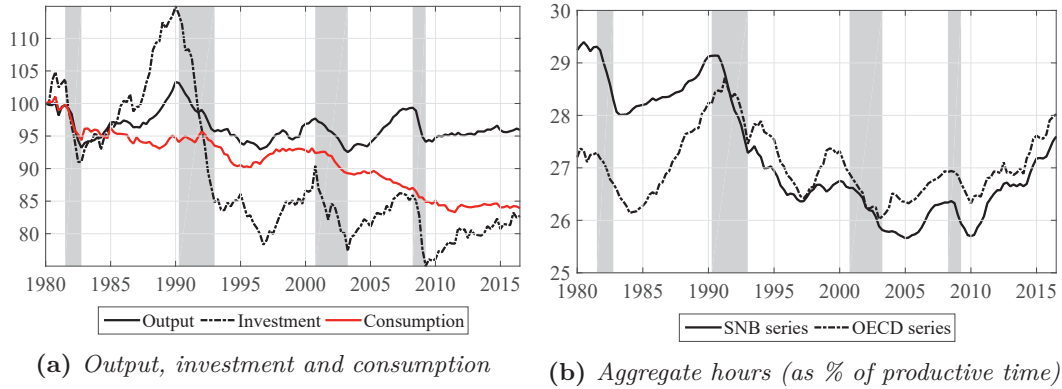 110
105
100
95
90
85
80
1980 1985 1990 1995 2000 2005 2010 2015
Output Investment Consumption
(a) Output, investment and consumption
30
29
28
27
26
25
1980 1985 1990 1995 2000 2005 2010 2015
SNB series OECD series
(b) Aggregate hours (as % of productive time)